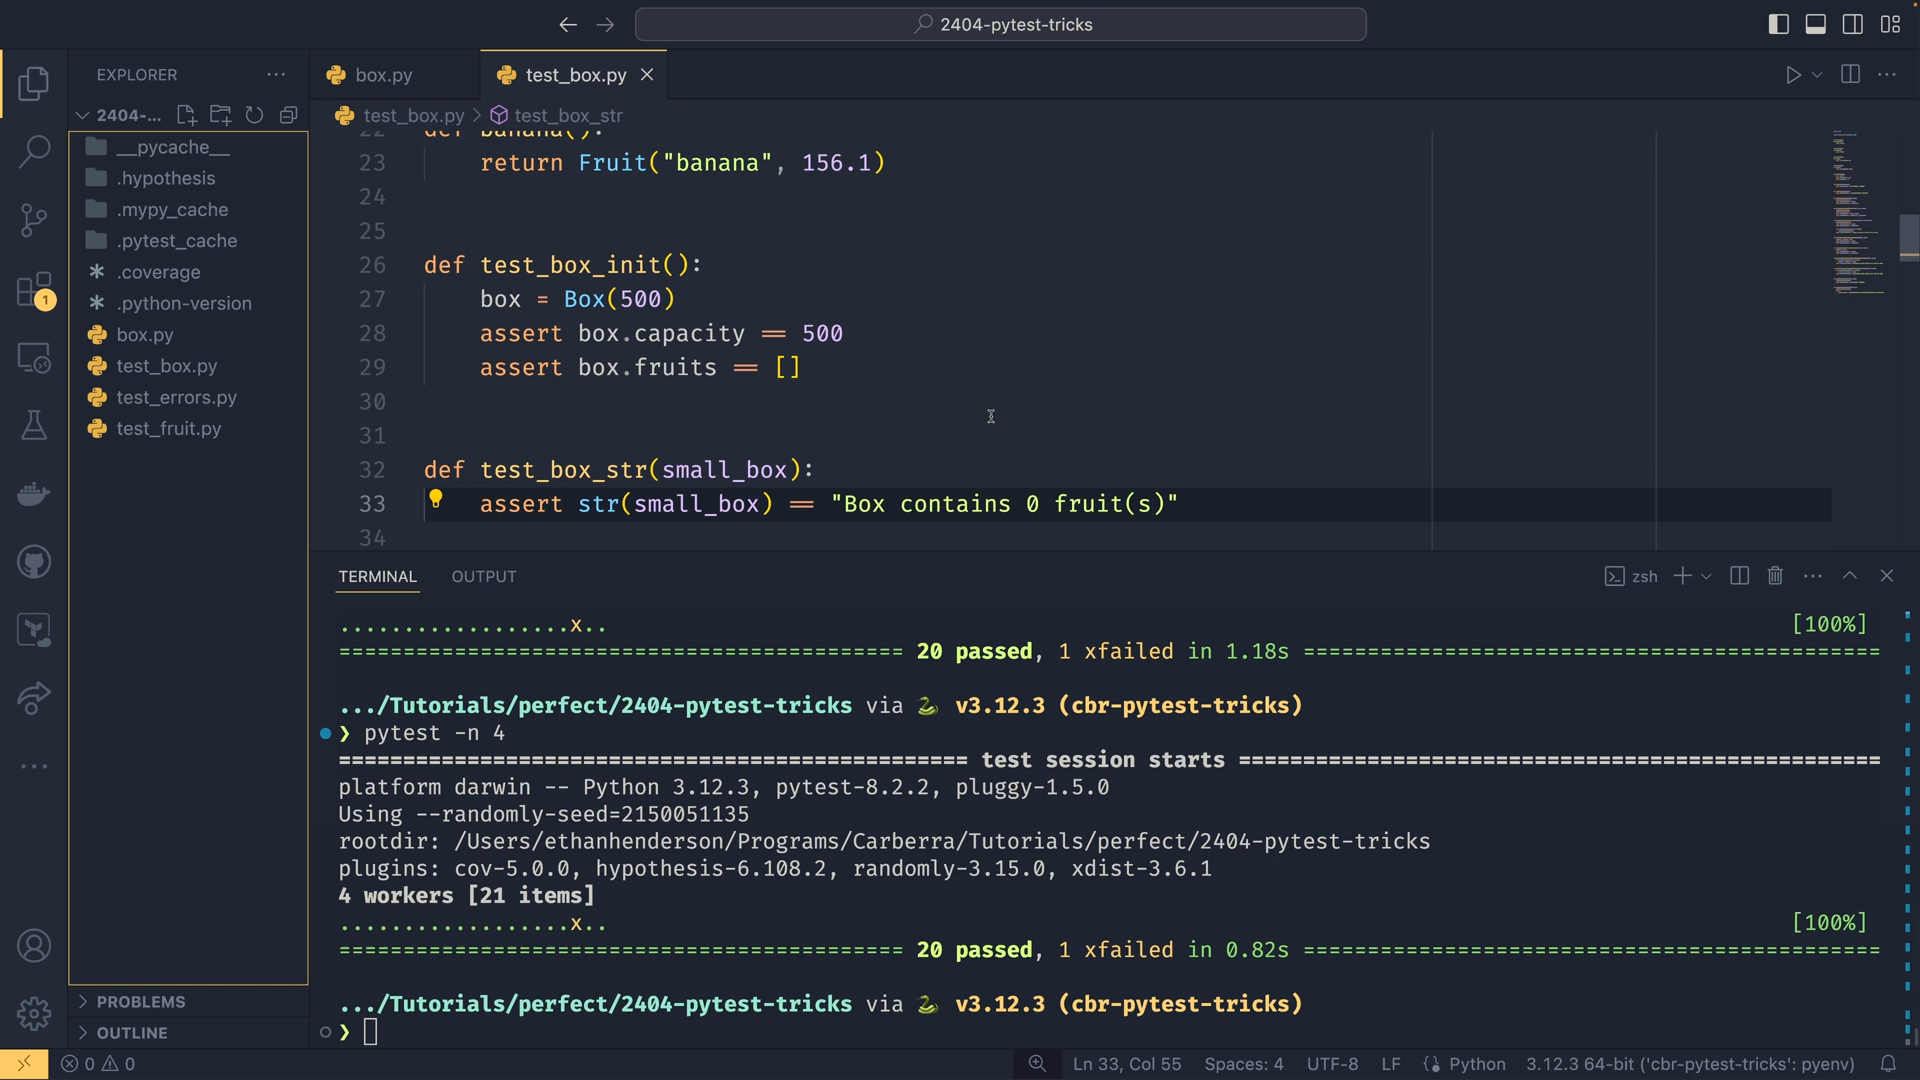 2404-pytest-tricks
EXPLORER
box.py
test_box.py
2404-...
test_box.py > test_box_str
__pycache__
.hypothesis
.mypy_cache
.pytest_cache
.coverage
.python-version
box.py
test_box.py
test_errors.py
test_fruit.py
1
22 def banana():
23 return Fruit("banana", 156.1)
24
25
26 def test_box_init():
27 box = Box(500)
28 assert box.capacity == 500
29 assert box.fruits == []
30
31
32 def test_box_str(small_box):
33 assert str(small_box) == "Box contains 0 fruit(s)"
34
TERMINAL
OUTPUT
zsh
..................x.. [100%]
============================================ 20 passed, 1 xfailed in 1.18s =============================================
.../Tutorials/perfect/2404-pytest-tricks via 🐍 v3.12.3 (cbr-pytest-tricks)
❯ pytest -n 4
================================================= test session starts ==================================================
platform darwin -- Python 3.12.3, pytest-8.2.2, pluggy-1.5.0
Using --randomly-seed=2150051135
rootdir: /Users/ethanhenderson/Programs/Carberra/Tutorials/perfect/2404-pytest-tricks
plugins: cov-5.0.0, hypothesis-6.108.2, randomly-3.15.0, xdist-3.6.1
4 workers [21 items]
..................x.. [100%]
============================================ 20 passed, 1 xfailed in 0.82s =============================================
.../Tutorials/perfect/2404-pytest-tricks via 🐍 v3.12.3 (cbr-pytest-tricks)
❯
PROBLEMS
OUTLINE
0 0
Ln 33, Col 55
Spaces: 4
UTF-8
LF
Python
3.12.3 64-bit ('cbr-pytest-tricks': pyenv)